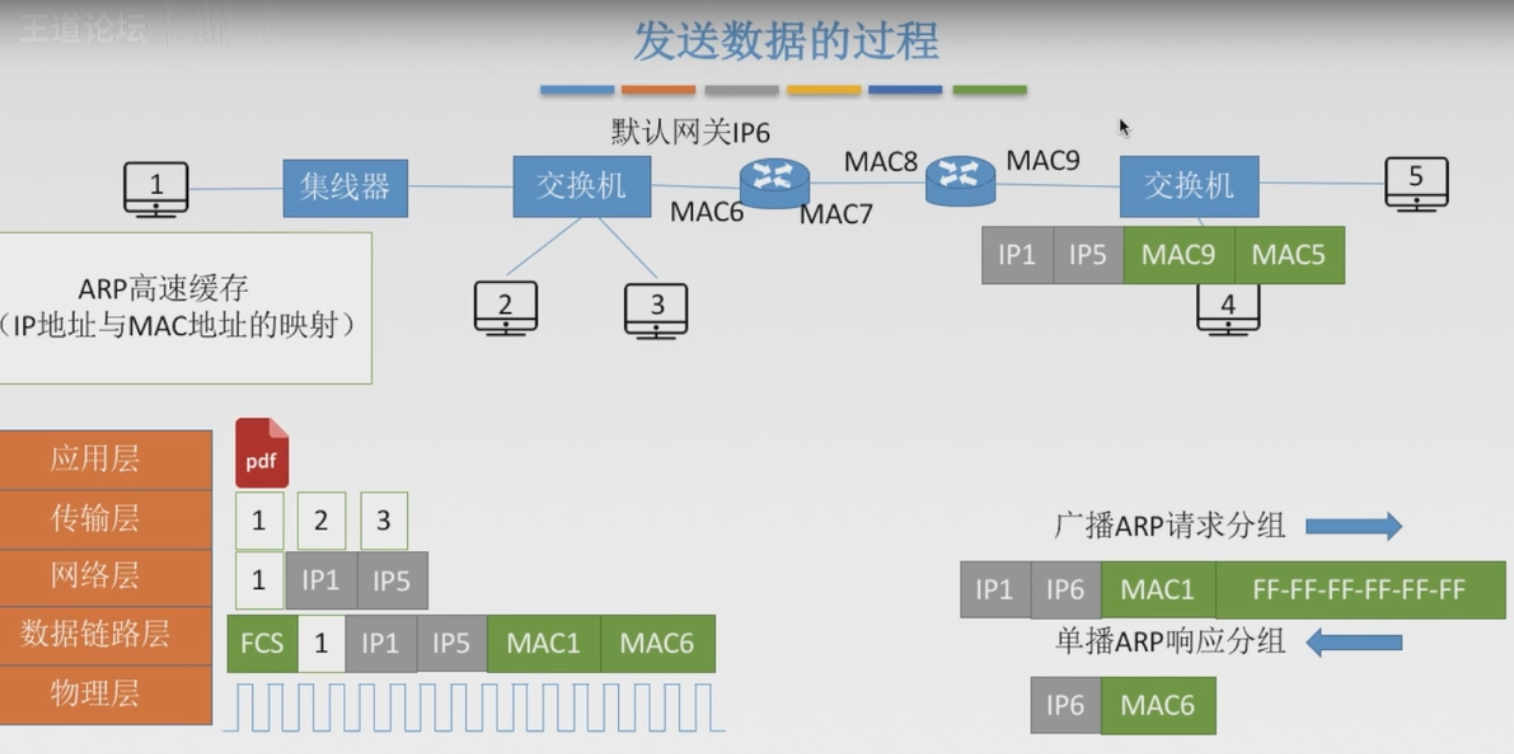 王道论坛
发送数据的过程
默认网关IP6
1
集线器
交换机
MAC6
MAC7
MAC8
MAC9
交换机
5
IP1 IP5 MAC9 MAC5
2
3
4
ARP高速缓存
(IP地址与MAC地址的映射)
应用层
pdf
传输层
1 2 3
网络层
1 IP1 IP5
数据链路层
FCS 1 IP1 IP5 MAC1 MAC6
物理层
广播ARP请求分组
IP1 IP6 MAC1 FF-FF-FF-FF-FF-FF
单播ARP响应分组
IP6 MAC6